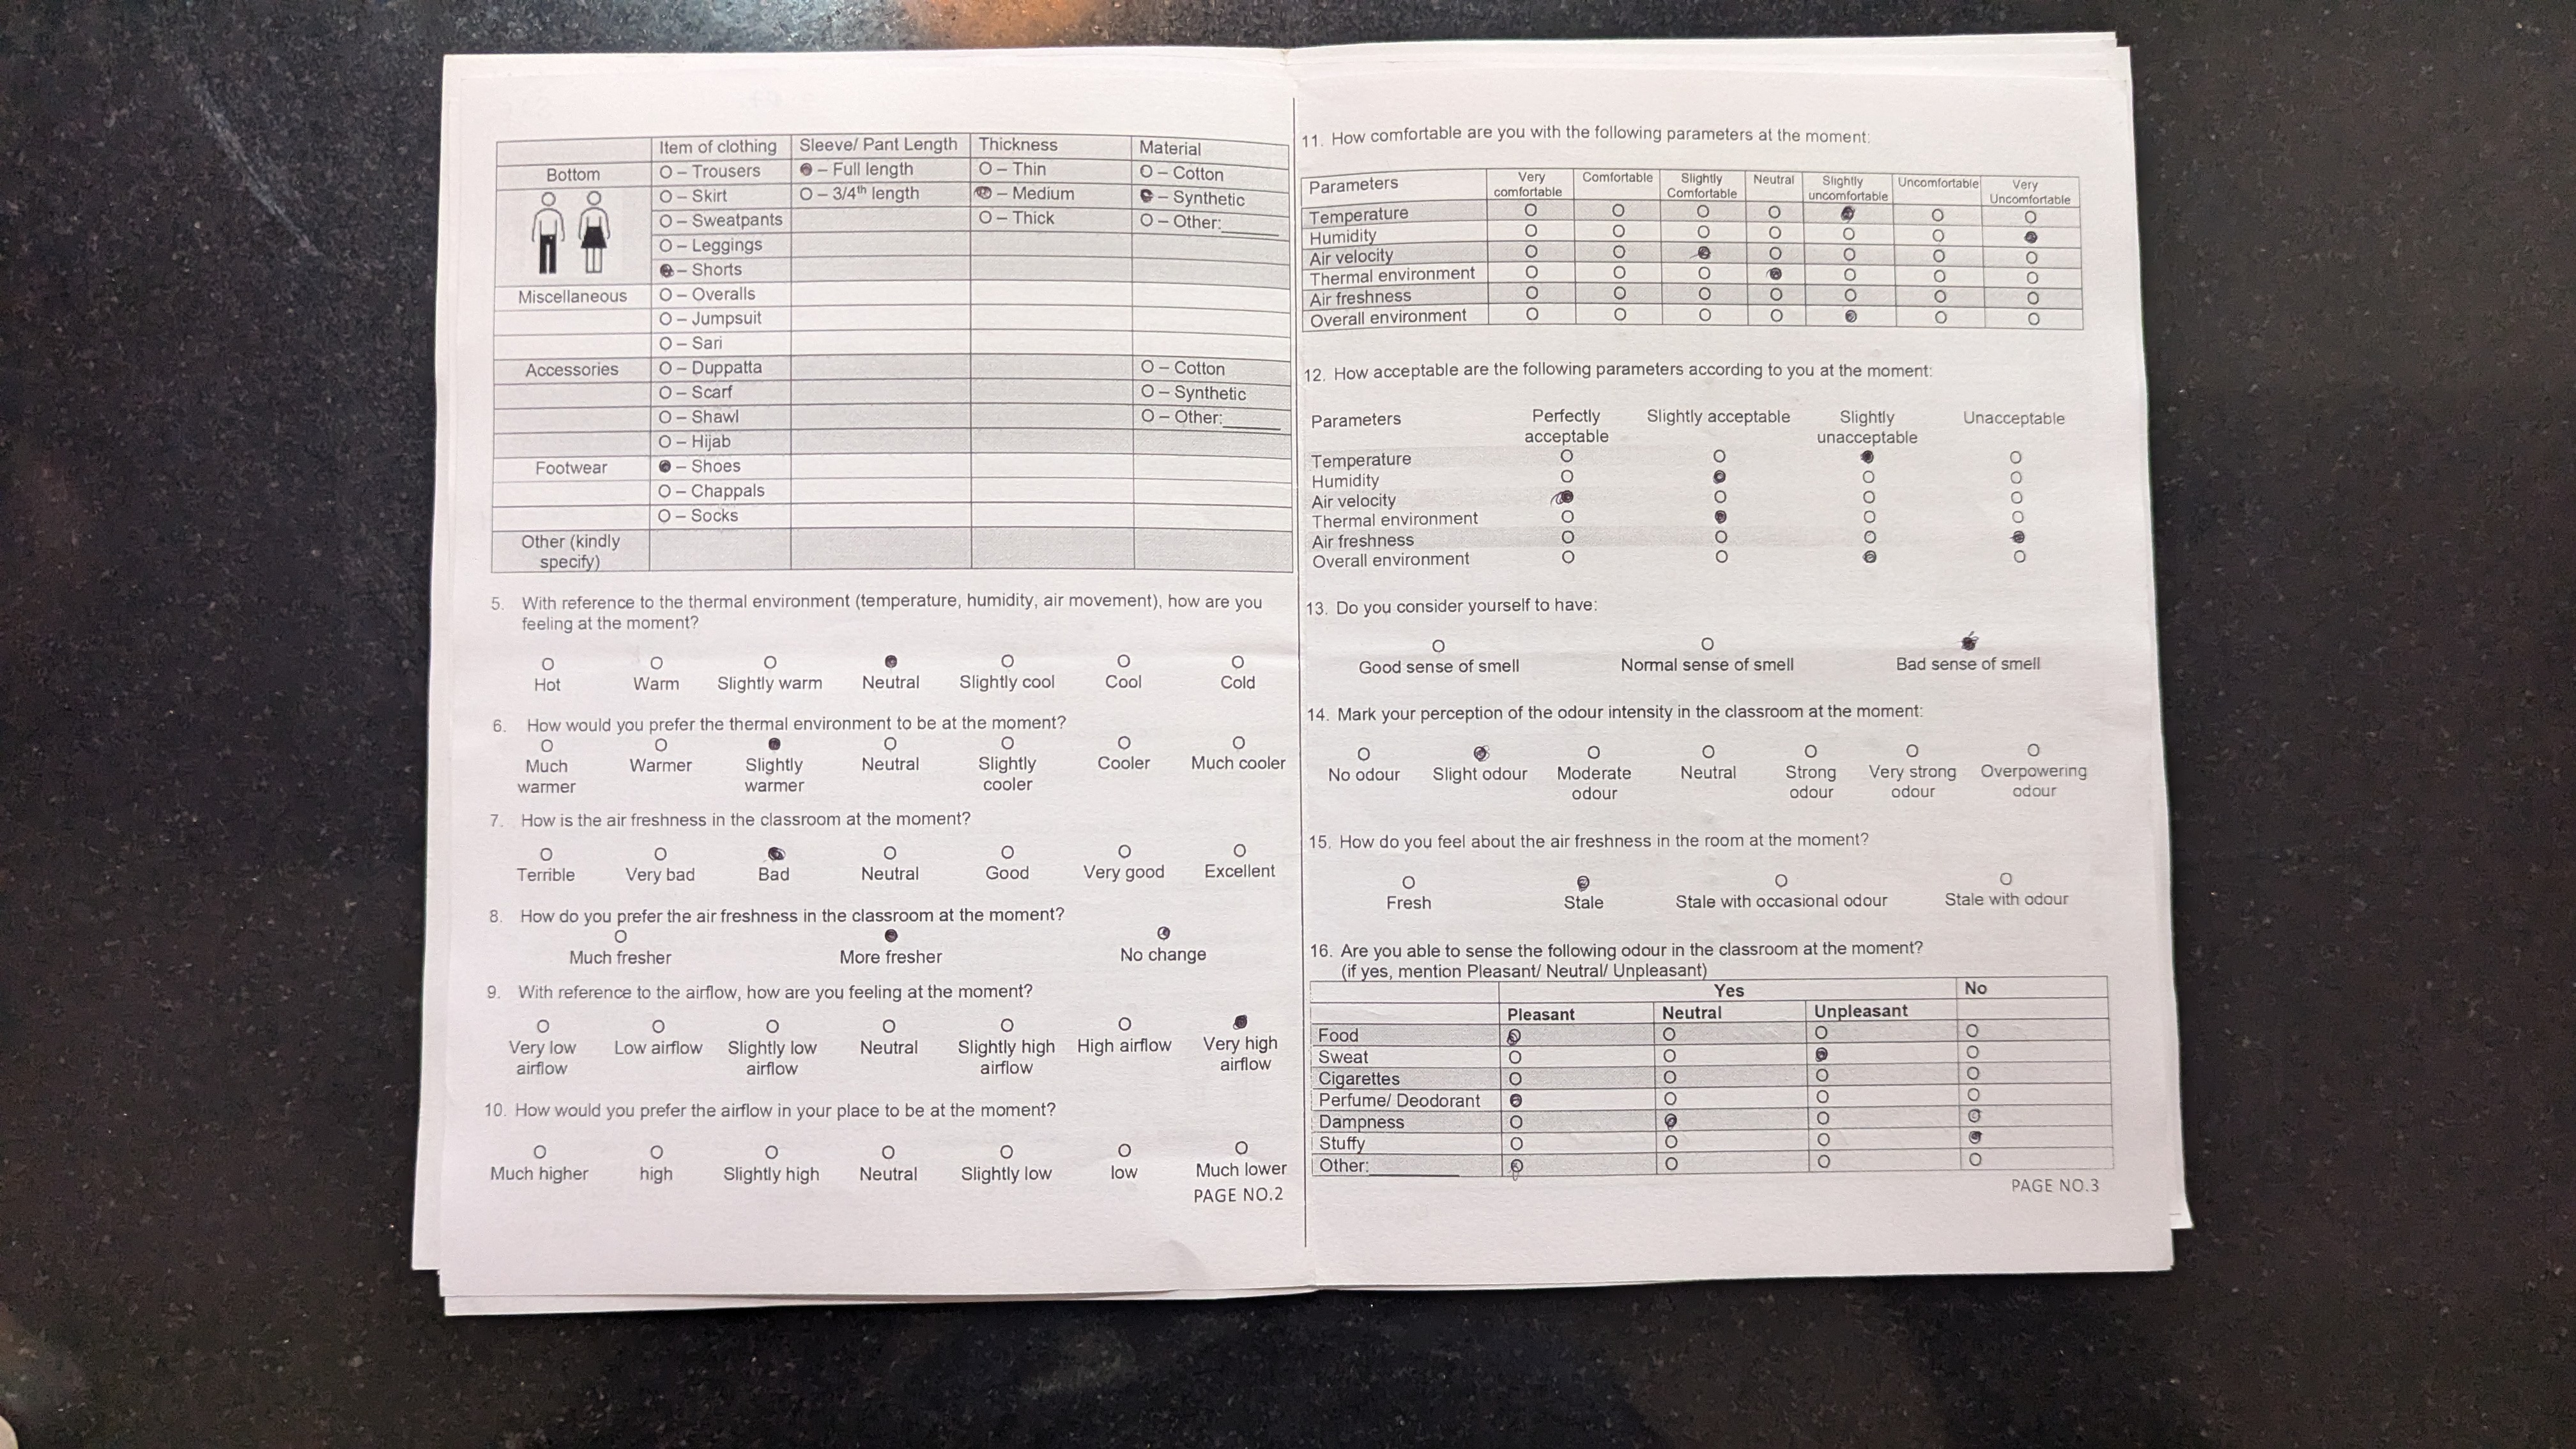 Item of clothing Sleeve/ Pant Length Thickness Material
Bottom O – Trousers ● – Full length O – Thin O – Cotton
O – Skirt O – 3/4th length ● – Medium ● – Synthetic
O – Sweatpants O – Thick O – Other:______
O – Leggings
● – Shorts
Miscellaneous O – Overalls
O – Jumpsuit
O – Sari
Accessories O – Duppatta O – Cotton
O – Scarf O – Synthetic
O – Shawl O – Other:______
O – Hijab
Footwear ● – Shoes
O – Chappals
O – Socks
Other (kindly
specify)
5. With reference to the thermal environment (temperature, humidity, air movement), how are you
feeling at the moment?
O O O ● O O O
Hot Warm Slightly warm Neutral Slightly cool Cool Cold
6. How would you prefer the thermal environment to be at the moment?
O O ● O O O O
Much Warmer Slightly Neutral Slightly Cooler Much cooler
warmer warmer cooler
7. How is the air freshness in the classroom at the moment?
O O ● O O O O
Terrible Very bad Bad Neutral Good Very good Excellent
8. How do you prefer the air freshness in the classroom at the moment?
O ● ●
Much fresher More fresher No change
9. With reference to the airflow, how are you feeling at the moment?
O O O O O O ●
Very low Low airflow Slightly low Neutral Slightly high High airflow Very high
airflow airflow airflow airflow
10. How would you prefer the airflow in your place to be at the moment?
O O O O O O O
Much higher high Slightly high Neutral Slightly low low Much lower
PAGE NO.2
11. How comfortable are you with the following parameters at the moment:
Parameters Very Comfortable Slightly Neutral Slightly Uncomfortable Very
comfortable Comfortable uncomfortable Uncomfortable
Temperature O O O O ● O O
Humidity O O O O O O ●
Air velocity O O ● O O O O
Thermal environment O O O ● O O O
Air freshness O O O O O O O
Overall environment O O O O ● O O
12. How acceptable are the following parameters according to you at the moment:
Parameters Perfectly Slightly acceptable Slightly Unacceptable
acceptable unacceptable
Temperature O O ● O
Humidity O ● O O
Air velocity ● O O O
Thermal environment O ● O O
Air freshness O O O ●
Overall environment O O ● O
13. Do you consider yourself to have:
O O ●
Good sense of smell Normal sense of smell Bad sense of smell
14. Mark your perception of the odour intensity in the classroom at the moment:
O ● O O O O O
No odour Slight odour Moderate Neutral Strong Very strong Overpowering
odour odour odour odour
15. How do you feel about the air freshness in the room at the moment?
O ● O O
Fresh Stale Stale with occasional odour Stale with odour
16. Are you able to sense the following odour in the classroom at the moment?
(if yes, mention Pleasant/ Neutral/ Unpleasant)
Yes No
Pleasant Neutral Unpleasant
Food ● O O O
Sweat O O ● O
Cigarettes O O O O
Perfume/ Deodorant ● O O O
Dampness O ● O ●
Stuffy O O O ●
Other:__________ ● O O O
PAGE NO.3